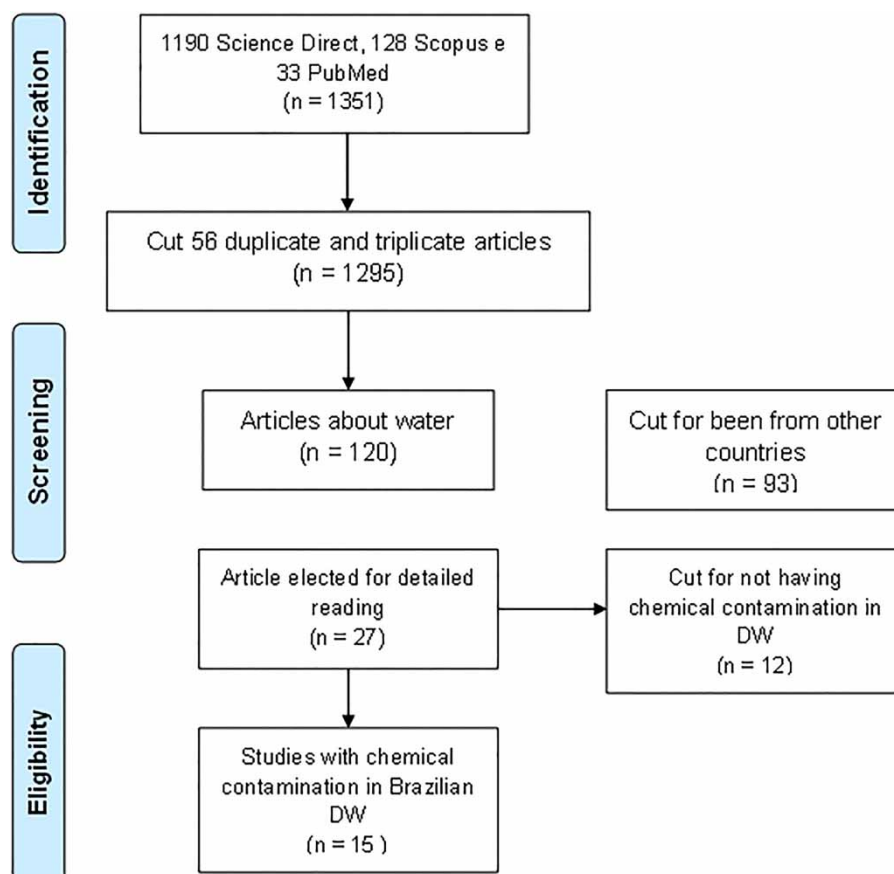 Identification
1190 Science Direct, 128 Scopus e
33 PubMed
(n = 1351)
Cut 56 duplicate and triplicate articles
(n = 1295)
Screening
Articles about water
(n = 120)
Cut for been from other
countries
(n = 93)
Article elected for detailed
reading
(n = 27)
Cut for not having
chemical contamination in
DW
(n = 12)
Eligibility
Studies with chemical
contamination in Brazilian
DW
(n = 15 )